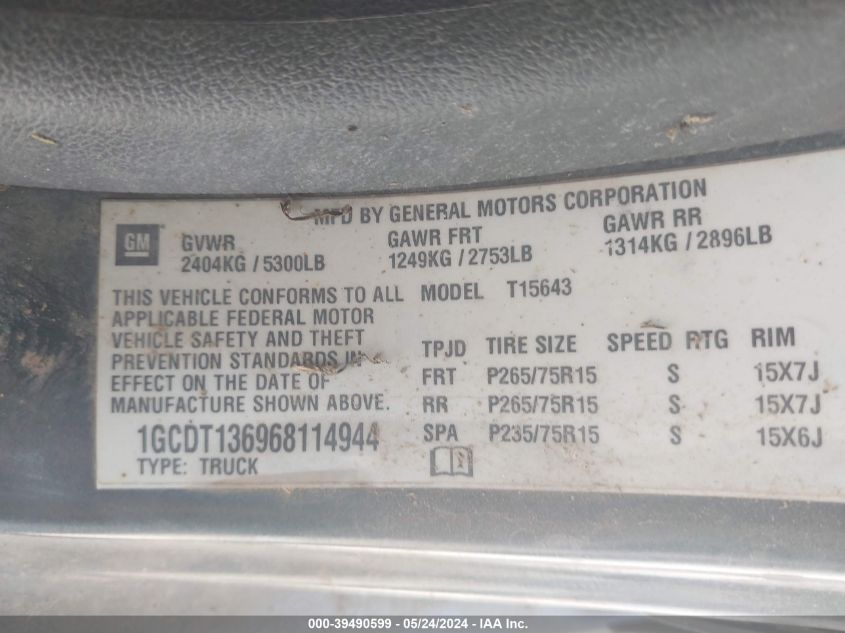 MFD BY GENERAL MOTORS CORPORATION
GM
GVWR GAWR FRT GAWR RR
2404KG / 5300LB 1249KG / 2753LB 1314KG / 2896LB
THIS VEHICLE CONFORMS TO ALL
APPLICABLE FEDERAL MOTOR
VEHICLE SAFETY AND THEFT
PREVENTION STANDARDS IN
EFFECT ON THE DATE OF
MANUFACTURE SHOWN ABOVE.
1GCDT136968114944
TYPE: TRUCK
MODEL T15643
TPJD TIRE SIZE SPEED RTG RIM
FRT P265/75R15 S 15X7J
RR P265/75R15 S 15X7J
SPA P235/75R15 S 15X6J
000-39490599 / 05/24/2024 - IAA Inc.